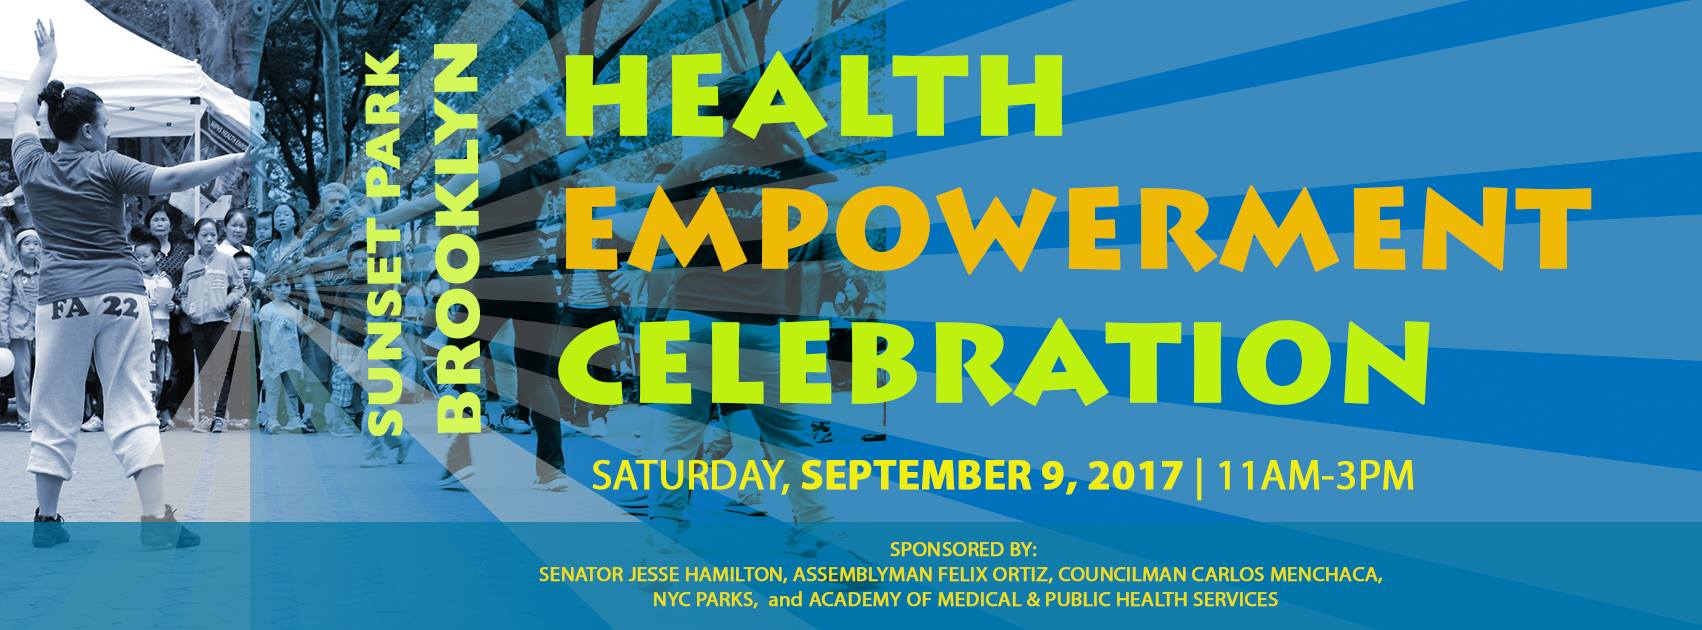 SUNSET PARK
BROOKLYN
HEALTH
EMPOWERMENT
CELEBRATION
SATURDAY, SEPTEMBER 9, 2017 | 11AM-3PM
SPONSORED BY:
SENATOR JESSE HAMILTON, ASSEMBLYMAN FELIX ORTIZ, COUNCILMAN CARLOS MENCHACA,
NYC PARKS, and ACADEMY OF MEDICAL & PUBLIC HEALTH SERVICES
FA 22